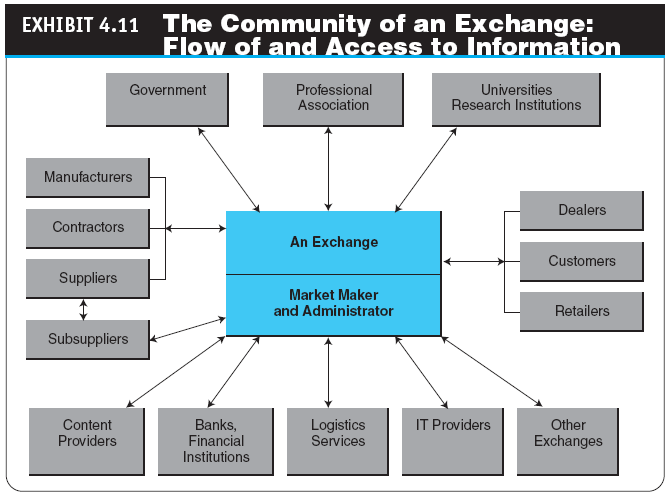 EXHIBIT 4.11
The Community of an Exchange:
Flow of and Access to Information
Government
Professional
Association
Universities
Research Institutions
Manufacturers
Contractors
Suppliers
Subsuppliers
An Exchange
Market Maker
and Administrator
Dealers
Customers
Retailers
Content
Providers
Banks,
Financial
Institutions
Logistics
Services
IT Providers
Other
Exchanges